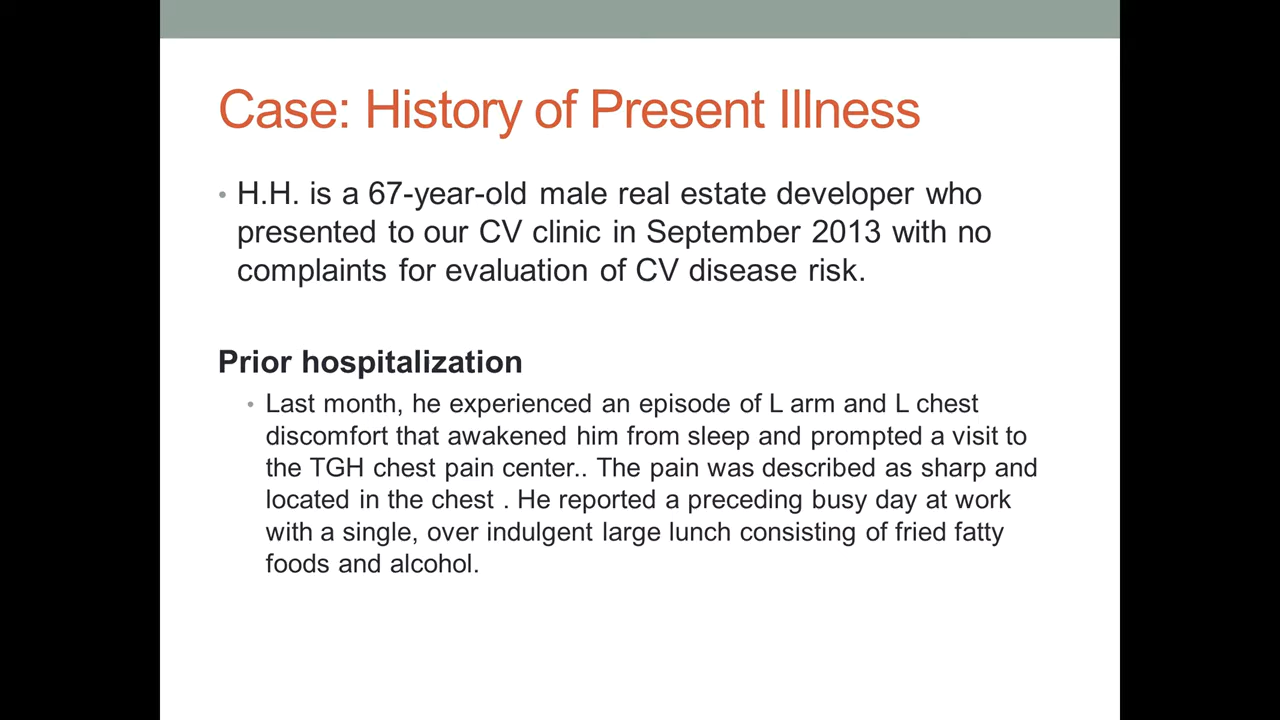 Case: History of Present Illness
• H.H. is a 67-year-old male real estate developer who
presented to our CV clinic in September 2013 with no
complaints for evaluation of CV disease risk.
Prior hospitalization
• Last month, he experienced an episode of L arm and L chest
discomfort that awakened him from sleep and prompted a visit to
the TGH chest pain center.. The pain was described as sharp and
located in the chest . He reported a preceding busy day at work
with a single, over indulgent large lunch consisting of fried fatty
foods and alcohol.